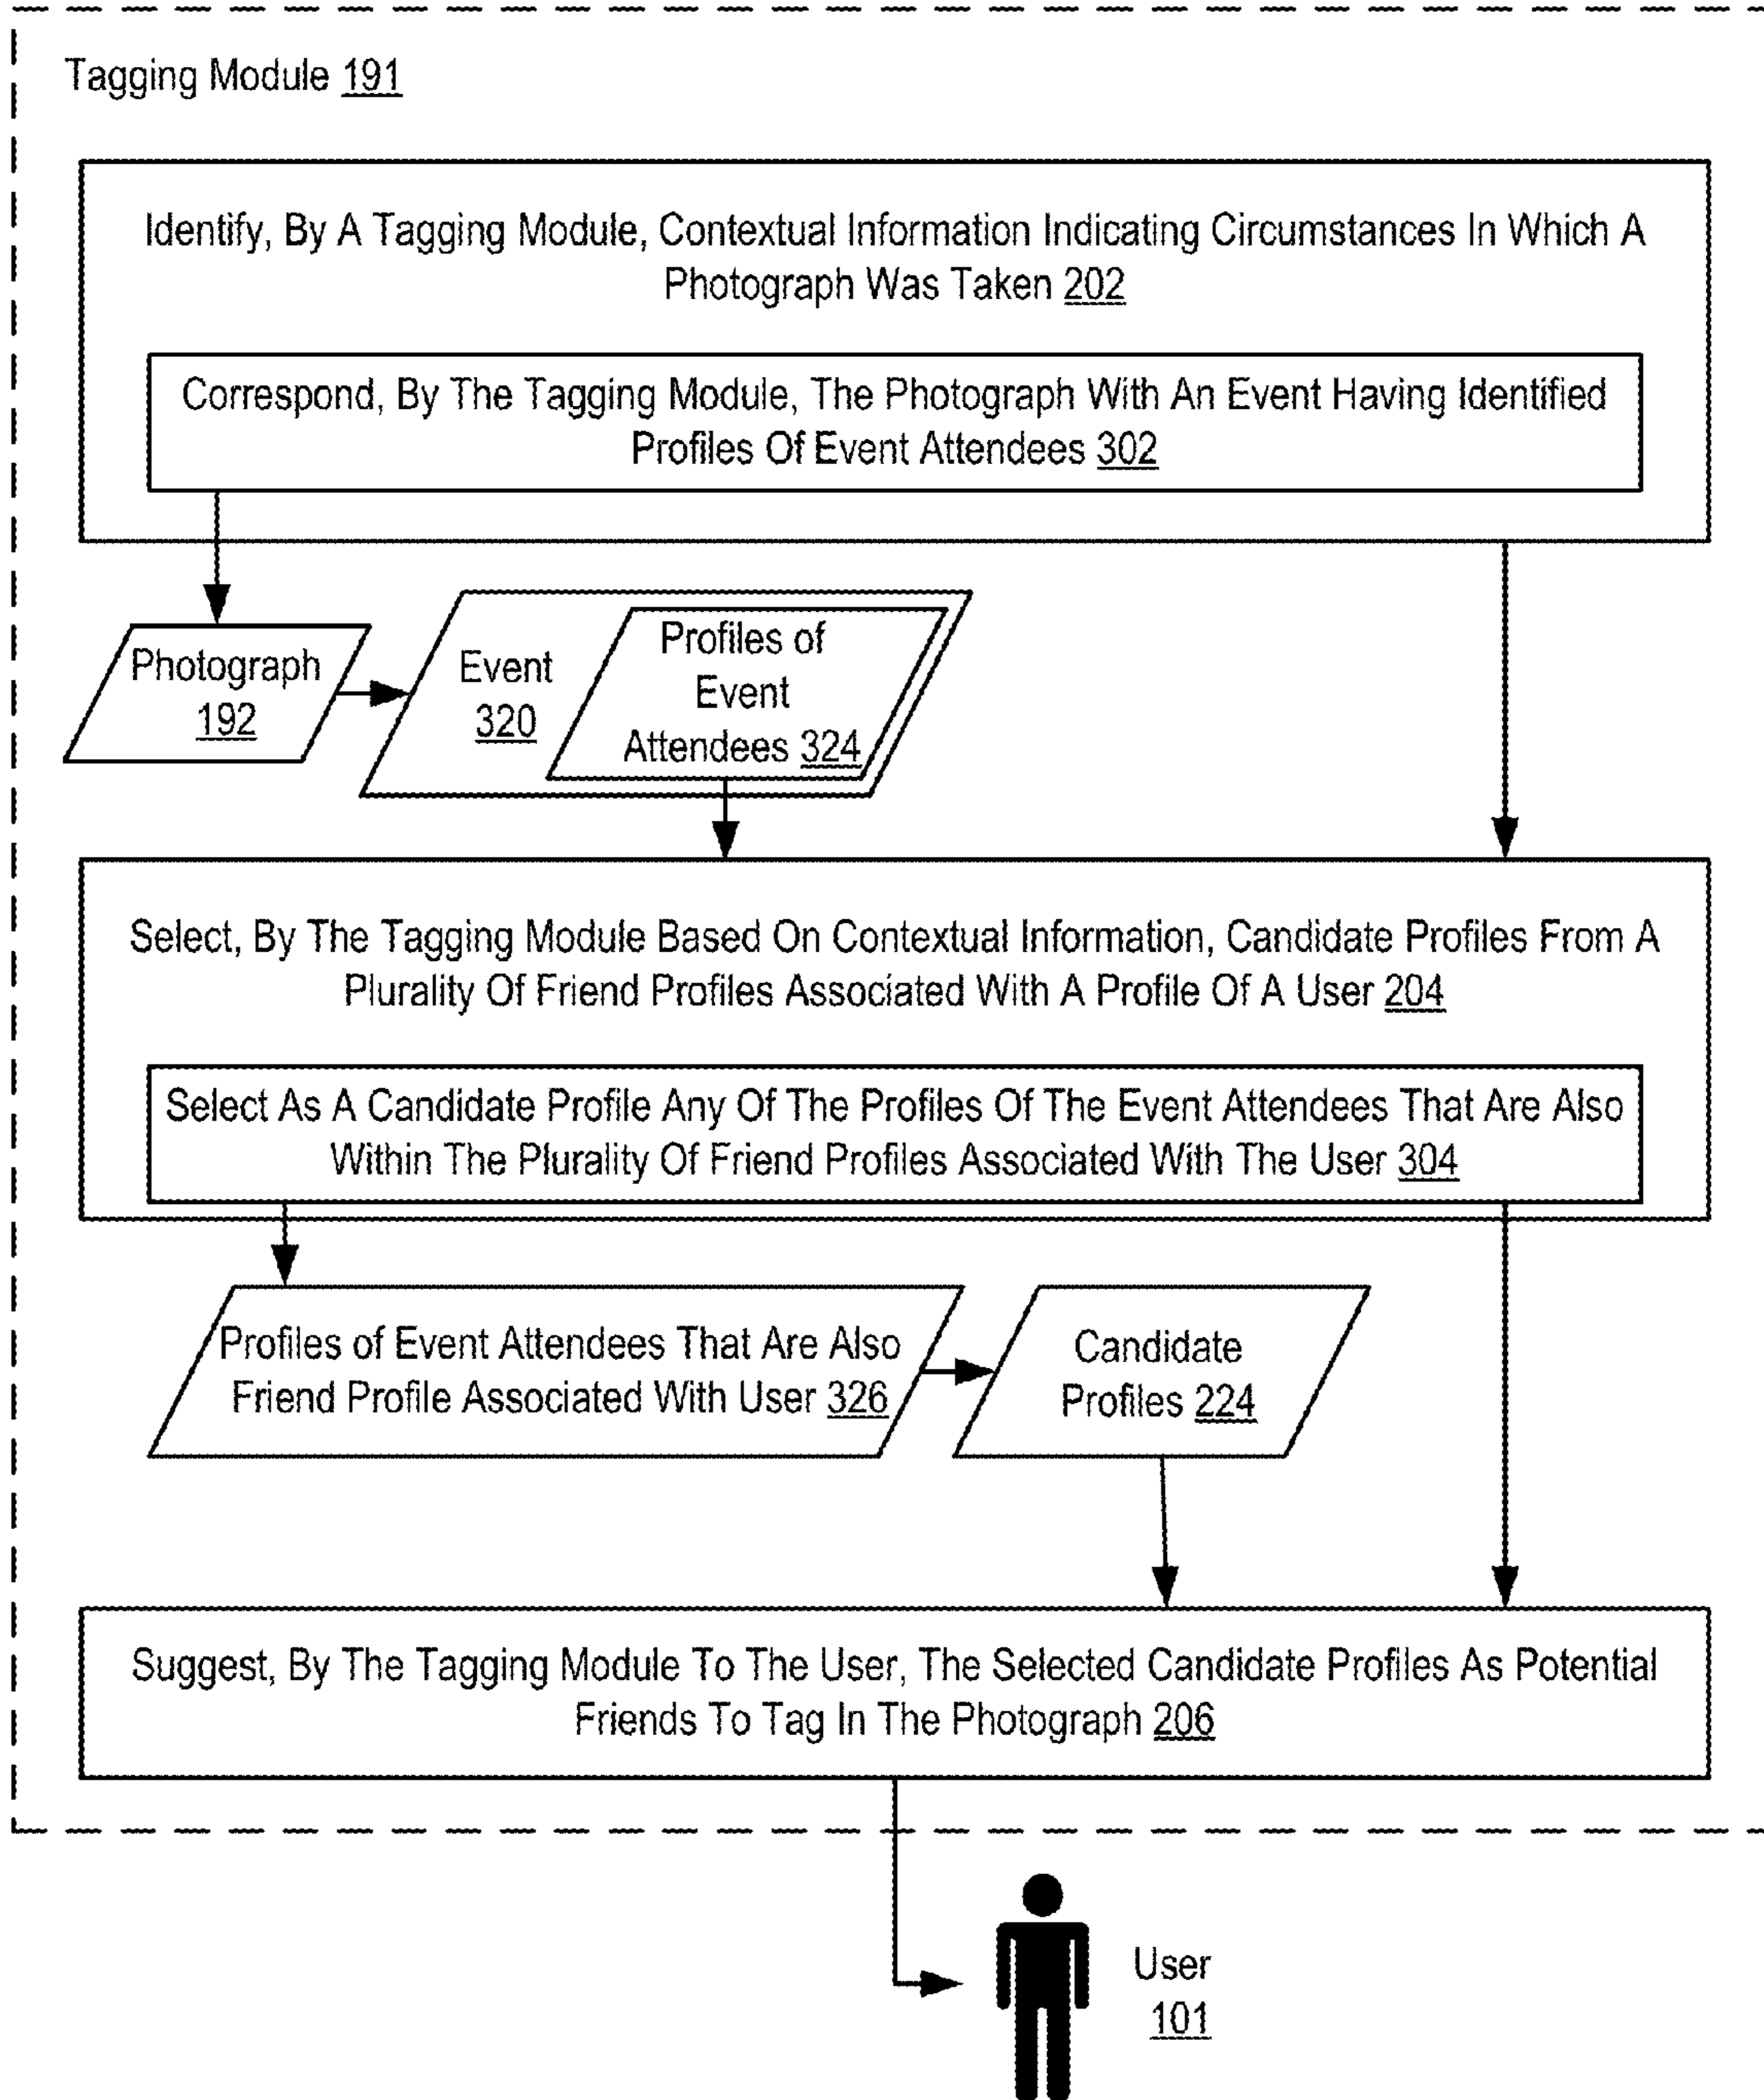 Tagging Module 191
Identify, By A Tagging Module, Contextual Information Indicating Circumstances In Which A
Photograph Was Taken 202
Correspond, By The Tagging Module, The Photograph With An Event Having Identified
Profiles Of Event Attendees 302
Photograph
192
Event
320
Profiles of
Event
Attendees 324
Select, By The Tagging Module Based On Contextual Information, Candidate Profiles From A
Plurality Of Friend Profiles Associated With A Profile Of A User 204
Select As A Candidate Profile Any Of The Profiles Of The Event Attendees That Are Also
Within The Plurality Of Friend Profiles Associated With The User 304
Profiles of Event Attendees That Are Also
Friend Profile Associated With User 326
Candidate
Profiles 224
Suggest, By The Tagging Module To The User, The Selected Candidate Profiles As Potential
Friends To Tag In The Photograph 206
User
101